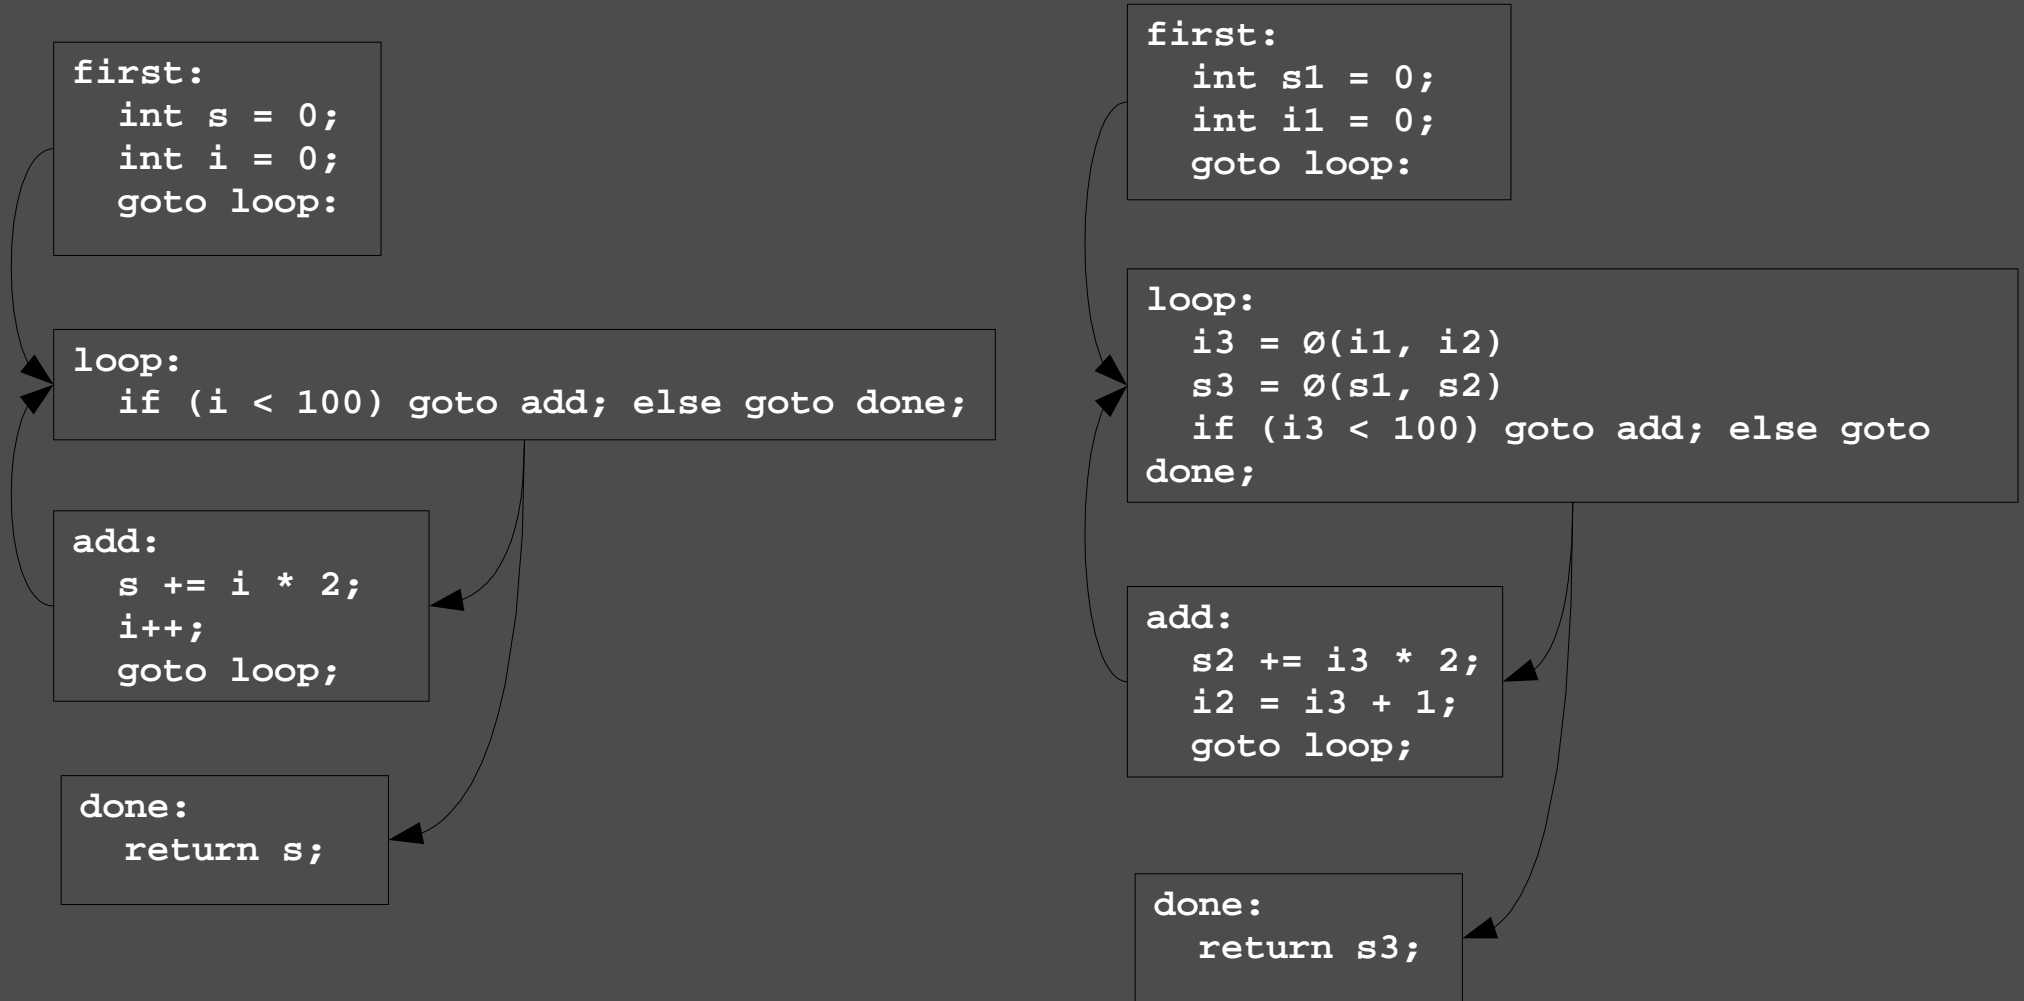 first:
int s = 0;
int i = 0;
goto loop:
loop:
if (i < 100) goto add; else goto done;
add:
s += i * 2;
i++;
goto loop;
done:
return s;
first:
int s1 = 0;
int i1 = 0;
goto loop:
loop:
i3 = Ø(i1, i2)
s3 = Ø(s1, s2)
if (i3 < 100) goto add; else goto
done;
add:
s2 += i3 * 2;
i2 = i3 + 1;
goto loop;
done:
return s3;